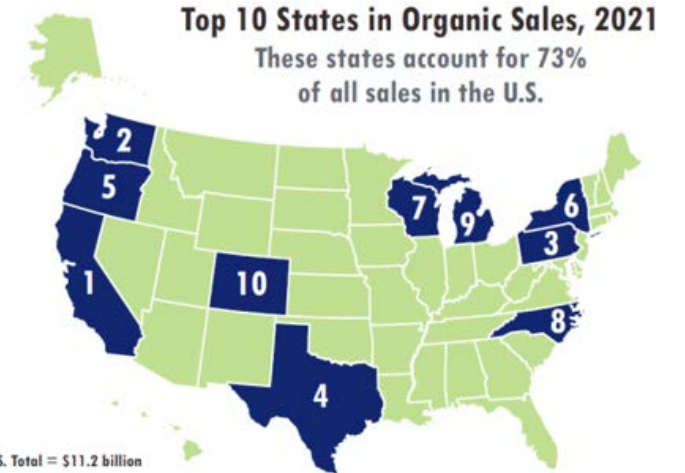 Top 10 States in Organic Sales, 2021
These states account for 73%
of all sales in the U.S.
2
5
1
10
4
7
9
6
3
8
S. Total = $11.2 billion